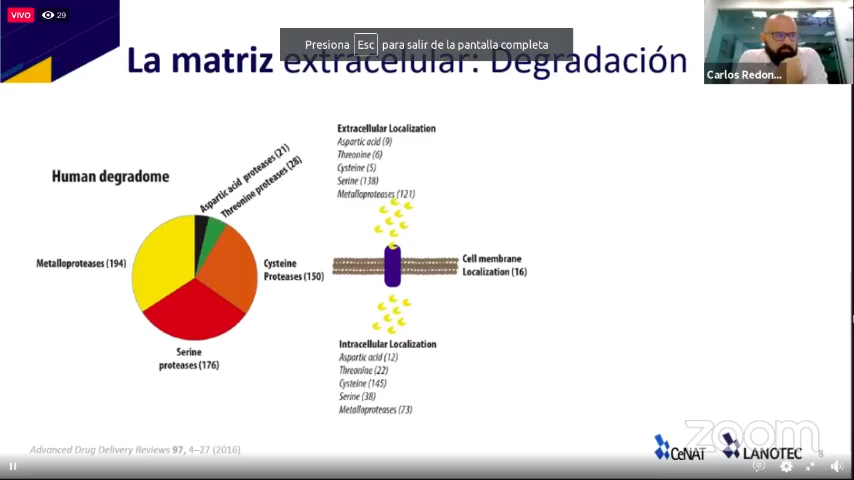 VIVO 29
Presiona Esc para salir de la pantalla completa
La matriz extracelular: Degradación
Carlos Redon...
Human degradome
Aspartic acid proteases (21)
Threonine proteases (28)
Metalloproteases (194)
Cysteine
Proteases (150)
Serine
proteases (176)
Extracellular Localization
Aspartic acid (9)
Threonine (6)
Cysteine (5)
Serine (138)
Metalloproteases (121)
Cell membrane
Localization (16)
Intracellular Localization
Aspartic acid (12)
Threonine (22)
Cysteine (145)
Serine (38)
Metalloproteases (73)
Advanced Drug Delivery Reviews 97, 4–27 (2016)
CeNAT
LANOTEC
zoom
8